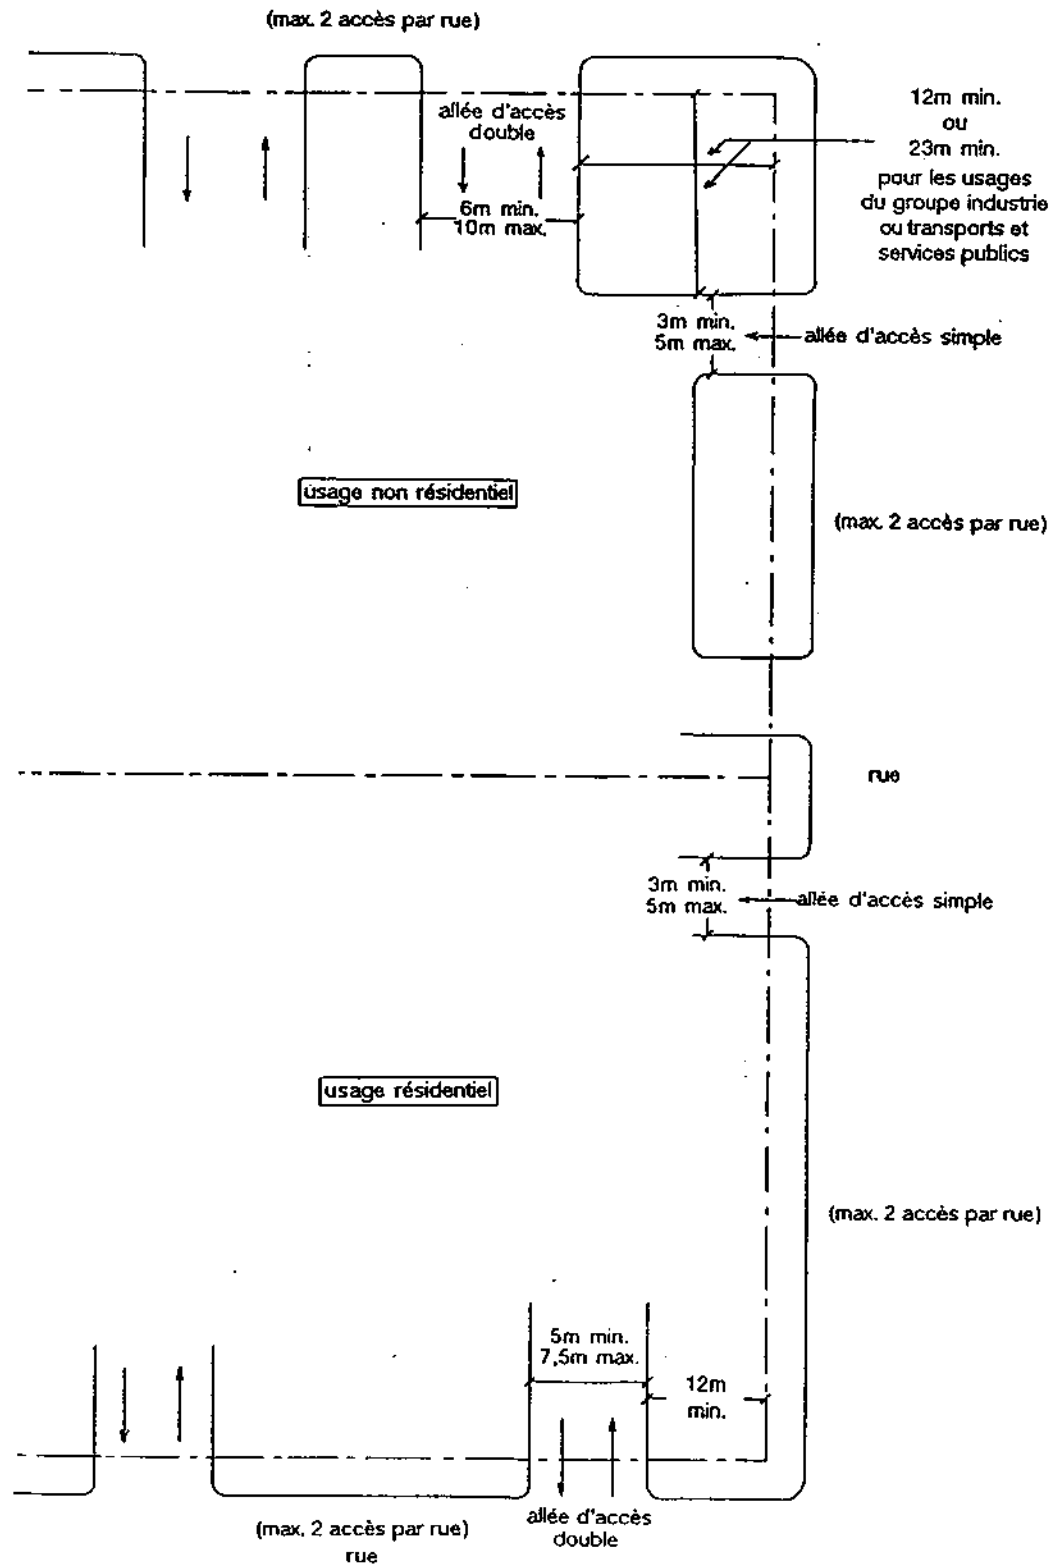 (max. 2 accès par rue)
allée d'accès
double
6m min.
10m max.
12m min.
ou
23m min.
pour les usages
du groupe industrie
ou transports et
services publics
3m min.
5m max.
allée d'accès simple
usage non résidentiel
(max. 2 accès par rue)
rue
3m min.
5m max.
allée d'accès simple
usage résidentiel
(max. 2 accès par rue)
5m min.
7,5m max.
12m
min.
allée d'accès
double
(max. 2 accès par rue)
rue